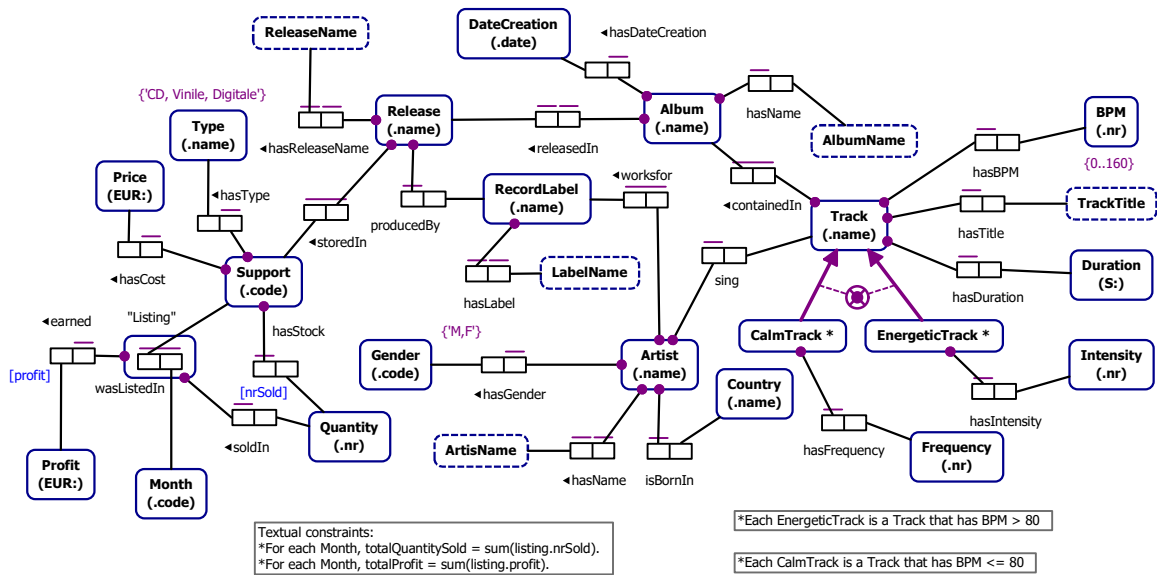 DateCreation
(.date)
◄hasDateCreation
ReleaseName
{'CD, Vinile, Digitale'}
Type
(.name)
◄hasReleaseName
Release
(.name)
◄releasedIn
Album
(.name)
hasName
AlbumName
BPM
(.nr)
{0..160}
hasBPM
Price
(EUR:)
◄hasType
◄hasCost
◄storedIn
producedBy
RecordLabel
(.name)
◄worksfor
◄containedIn
Track
(.name)
hasTitle
TrackTitle
Support
(.code)
hasLabel
LabelName
sing
hasDuration
Duration
(S:)
◄earned
"Listing"
hasStock
[profit]
wasListedIn
[nrSold]
◄soldIn
Quantity
(.nr)
Profit
(EUR:)
Month
(.code)
{'M,F'}
Gender
(.code)
◄hasGender
Artist
(.name)
Country
(.name)
ArtisName
◄hasName
isBornIn
CalmTrack *
EnergeticTrack *
Intensity
(.nr)
hasIntensity
hasFrequency
Frequency
(.nr)
Textual constraints:
*For each Month, totalQuantitySold = sum(listing.nrSold).
*For each Month, totalProfit = sum(listing.profit).
*Each EnergeticTrack is a Track that has BPM > 80
*Each CalmTrack is a Track that has BPM <= 80